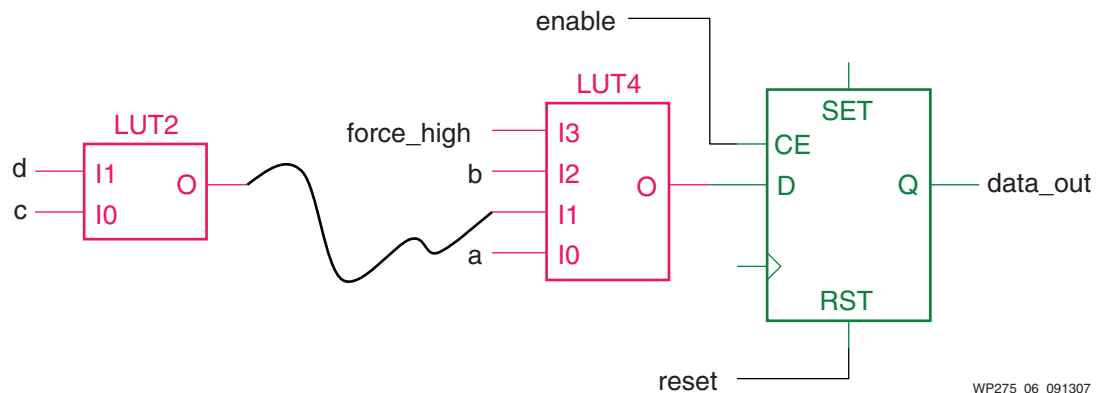 enable
LUT4
LUT2
SET
force_high
I3
CE
d
I1
O
b
I2
O
D
Q
data_out
c
I0
I1
a
I0
RST
reset
WP275_06_091307